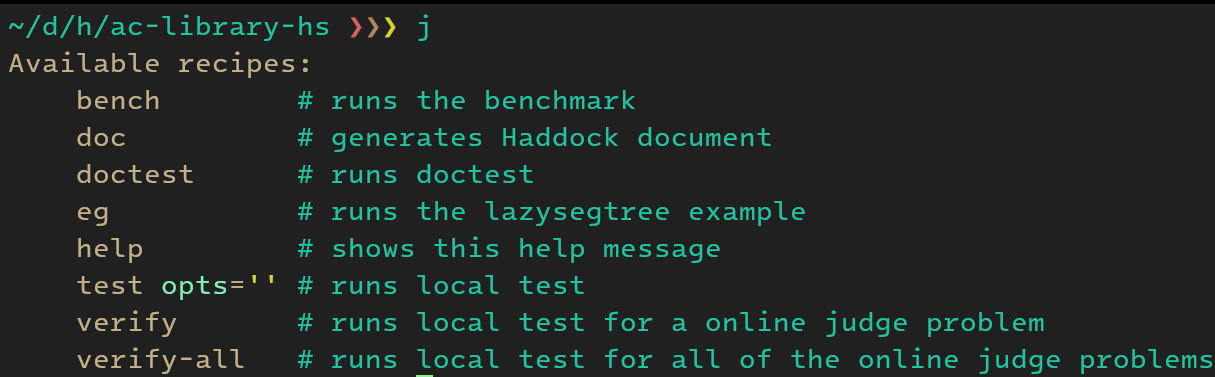 ~/d/h/ac-library-hs ❯❯❯ j
Available recipes:
    bench        # runs the benchmark
    doc          # generates Haddock document
    doctest      # runs doctest
    eg           # runs the lazysegtree example
    help         # shows this help message
    test opts='' # runs local test
    verify       # runs local test for a online judge problem
    verify-all   # runs local test for all of the online judge problems